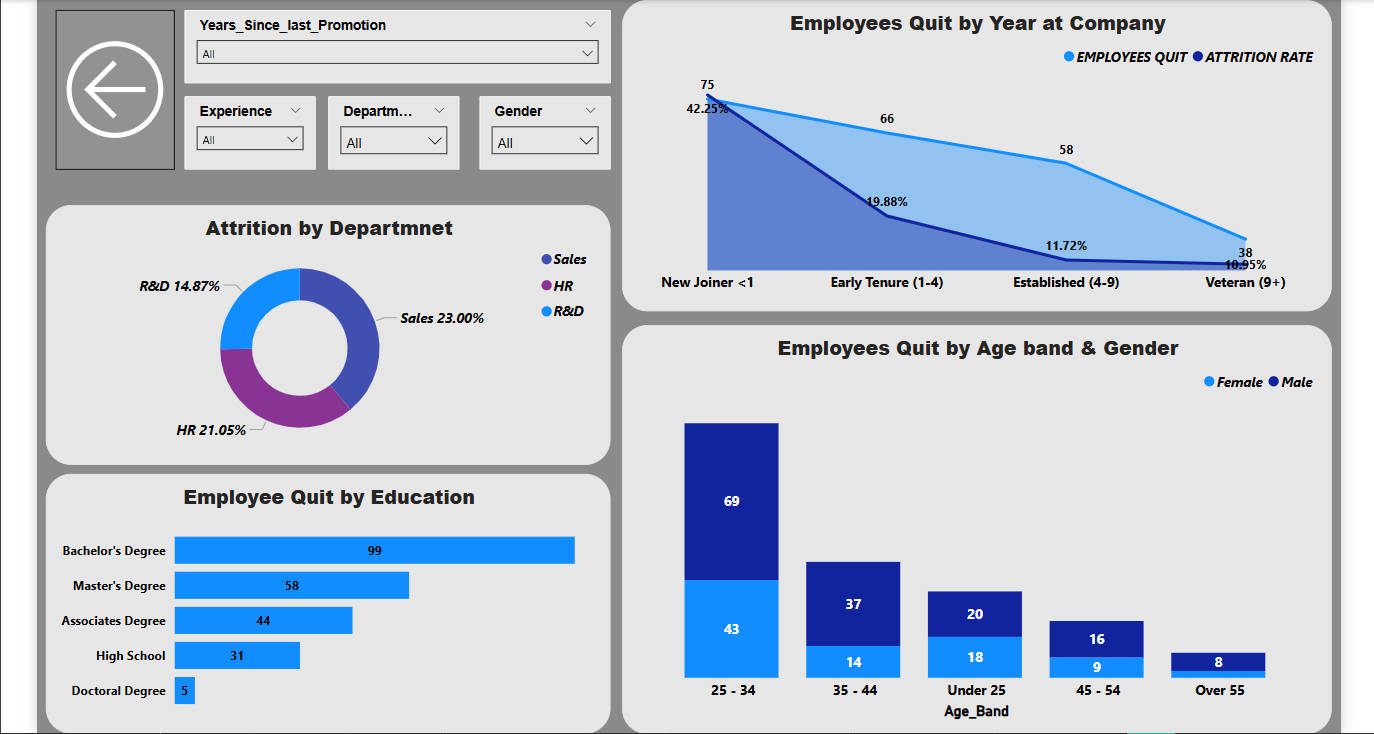 Years_Since_last_Promotion
All
Experience
All
Departm...
All
Gender
All
Attrition by Departmnet
Sales
HR
R&D
R&D 14.87%
Sales 23.00%
HR 21.05%
Employee Quit by Education
Bachelor's Degree 99
Master's Degree 58
Associates Degree 44
High School 31
Doctoral Degree 5
Employees Quit by Year at Company
EMPLOYEES QUIT ATTRITION RATE
75
42.25%
66
19.88%
58
11.72%
38
10.95%
New Joiner <1 Early Tenure (1-4) Established (4-9) Veteran (9+)
Employees Quit by Age band & Gender
Female Male
69
43
37
14
20
18
16
9
8
25 - 34 35 - 44 Under 25 45 - 54 Over 55
Age_Band